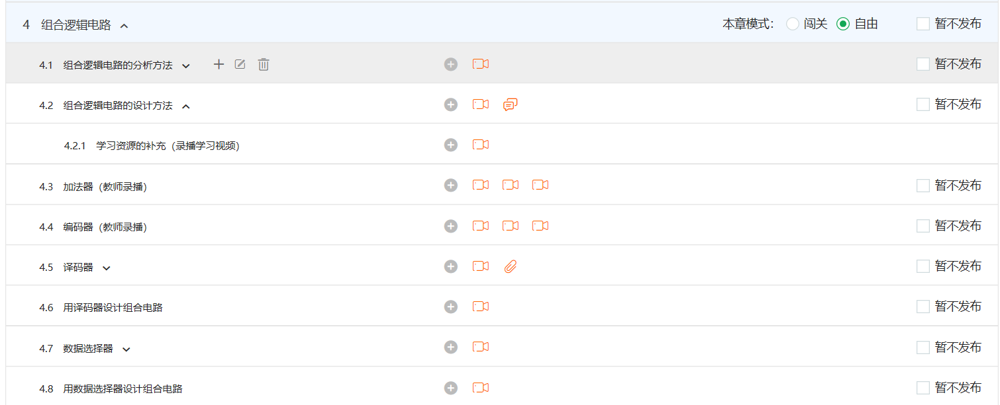 4 组合逻辑电路 本章模式： 闯关 自由 暂不发布
4.1 组合逻辑电路的分析方法 暂不发布
4.2 组合逻辑电路的设计方法 暂不发布
4.2.1 学习资源的补充（录播学习视频）
4.3 加法器（教师录播） 暂不发布
4.4 编码器（教师录播） 暂不发布
4.5 译码器 暂不发布
4.6 用译码器设计组合电路 暂不发布
4.7 数据选择器 暂不发布
4.8 用数据选择器设计组合电路 暂不发布